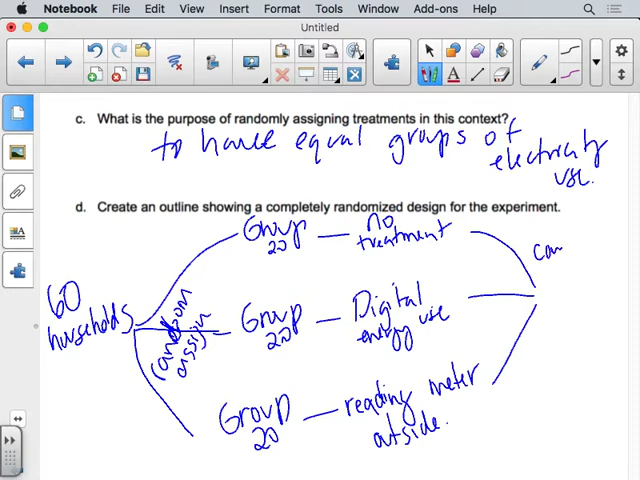 Notebook File Edit View Insert Format Tools Window Add-ons Help
Untitled
c. What is the purpose of randomly assigning treatments in this context?
to have equal groups of
electricity
use.
d. Create an outline showing a completely randomized design for the experiment.
60
households
random
assign
Group
20
no
treatment
Group
20
Digital
energy use
Group
20
reading meter
outside.
com